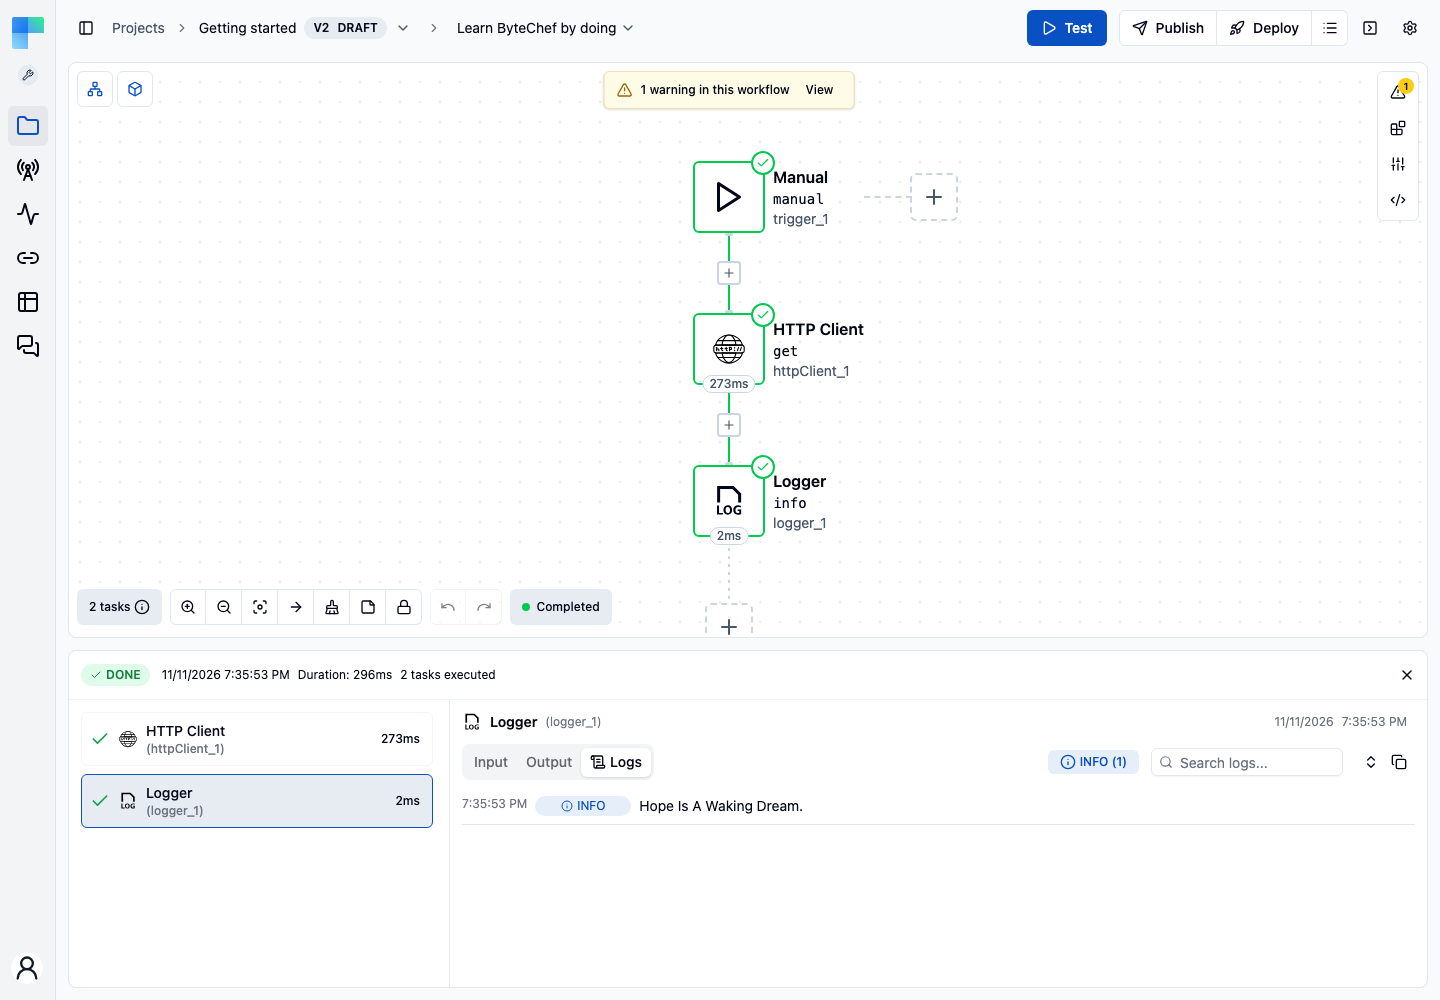 Projects
Getting started
V2 DRAFT
Learn ByteChef by doing
Test
Publish
Deploy
1 warning in this workflow
View
1
Manual
manual
trigger_1
HTTP Client
get
httpClient_1
http://
273ms
Logger
info
logger_1
LOG
2ms
2 tasks
Completed
DONE
11/11/2026 7:35:53 PM
Duration: 296ms
2 tasks executed
HTTP Client
(httpClient_1)
273ms
LOG
Logger
(logger_1)
2ms
LOG
Logger
(logger_1)
11/11/2026 7:35:53 PM
Input
Output
Logs
INFO (1)
Search logs...
7:35:53 PM
INFO
Hope Is A Waking Dream.